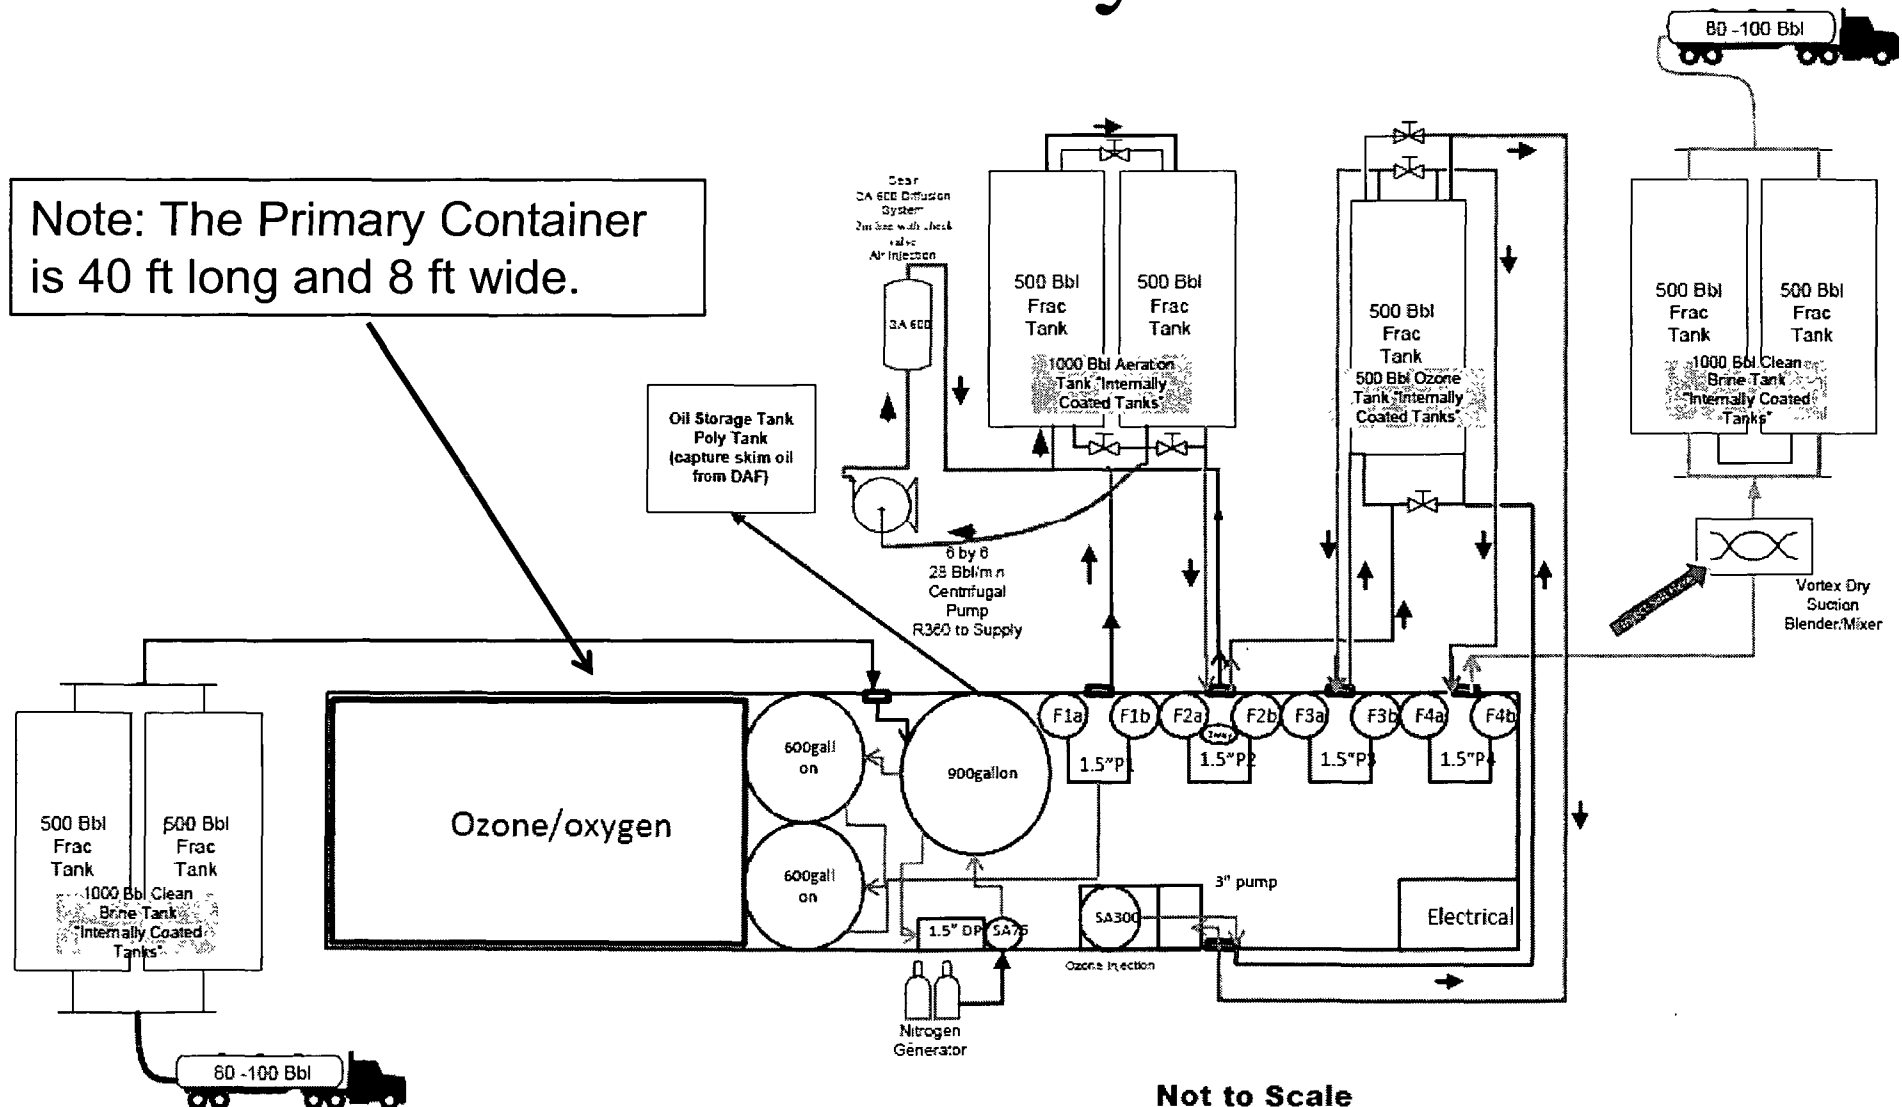 80 -100 Bbl
Note: The Primary Container
is 40 ft long and 8 ft wide.
System
with check
Air Injection
500 Bbl
Frac
Tank
500 Bbl
Frac
Tank
1000 Bbl Aeration
Tank "Internally
Coated Tanks"
500 Bbl
Frac
Tank
500 Bbl Ozone
Tank "Internally
Coated Tanks"
500 Bbl
Frac
Tank
500 Bbl
Frac
Tank
1000 Bbl Clean
Brine Tank
"Internally Coated
Tanks"
Oil Storage Tank
Poly Tank
(capture skim oil
from DAF)
6 by 6
Centrifugal
Pump
R360 to Supply
Vortex Dry
Suction
Blender/Mixer
F1a
F1b
F2a
F2b
F3a
F3b
F4a
F4b
1.5"P1
1.5"P2
1.5"P3
1.5"P4
600gall
on
900gallon
Ozone/oxygen
600gall
on
500 Bbl
Frac
Tank
500 Bbl
Frac
Tank
1000 Bbl Clean
Brine Tank
"Internally Coated
Tanks"
1.5" DP
SA75
SA300
3" pump
Electrical
Ozone Injection
Nitrogen
Generator
80 -100 Bbl
Not to Scale